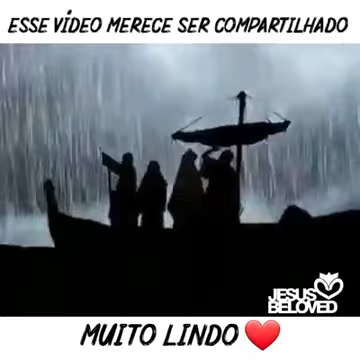 ESSE VÍDEO MERECE SER COMPARTILHADO
JESUS
BELOVED
MUITO LINDO ❤️